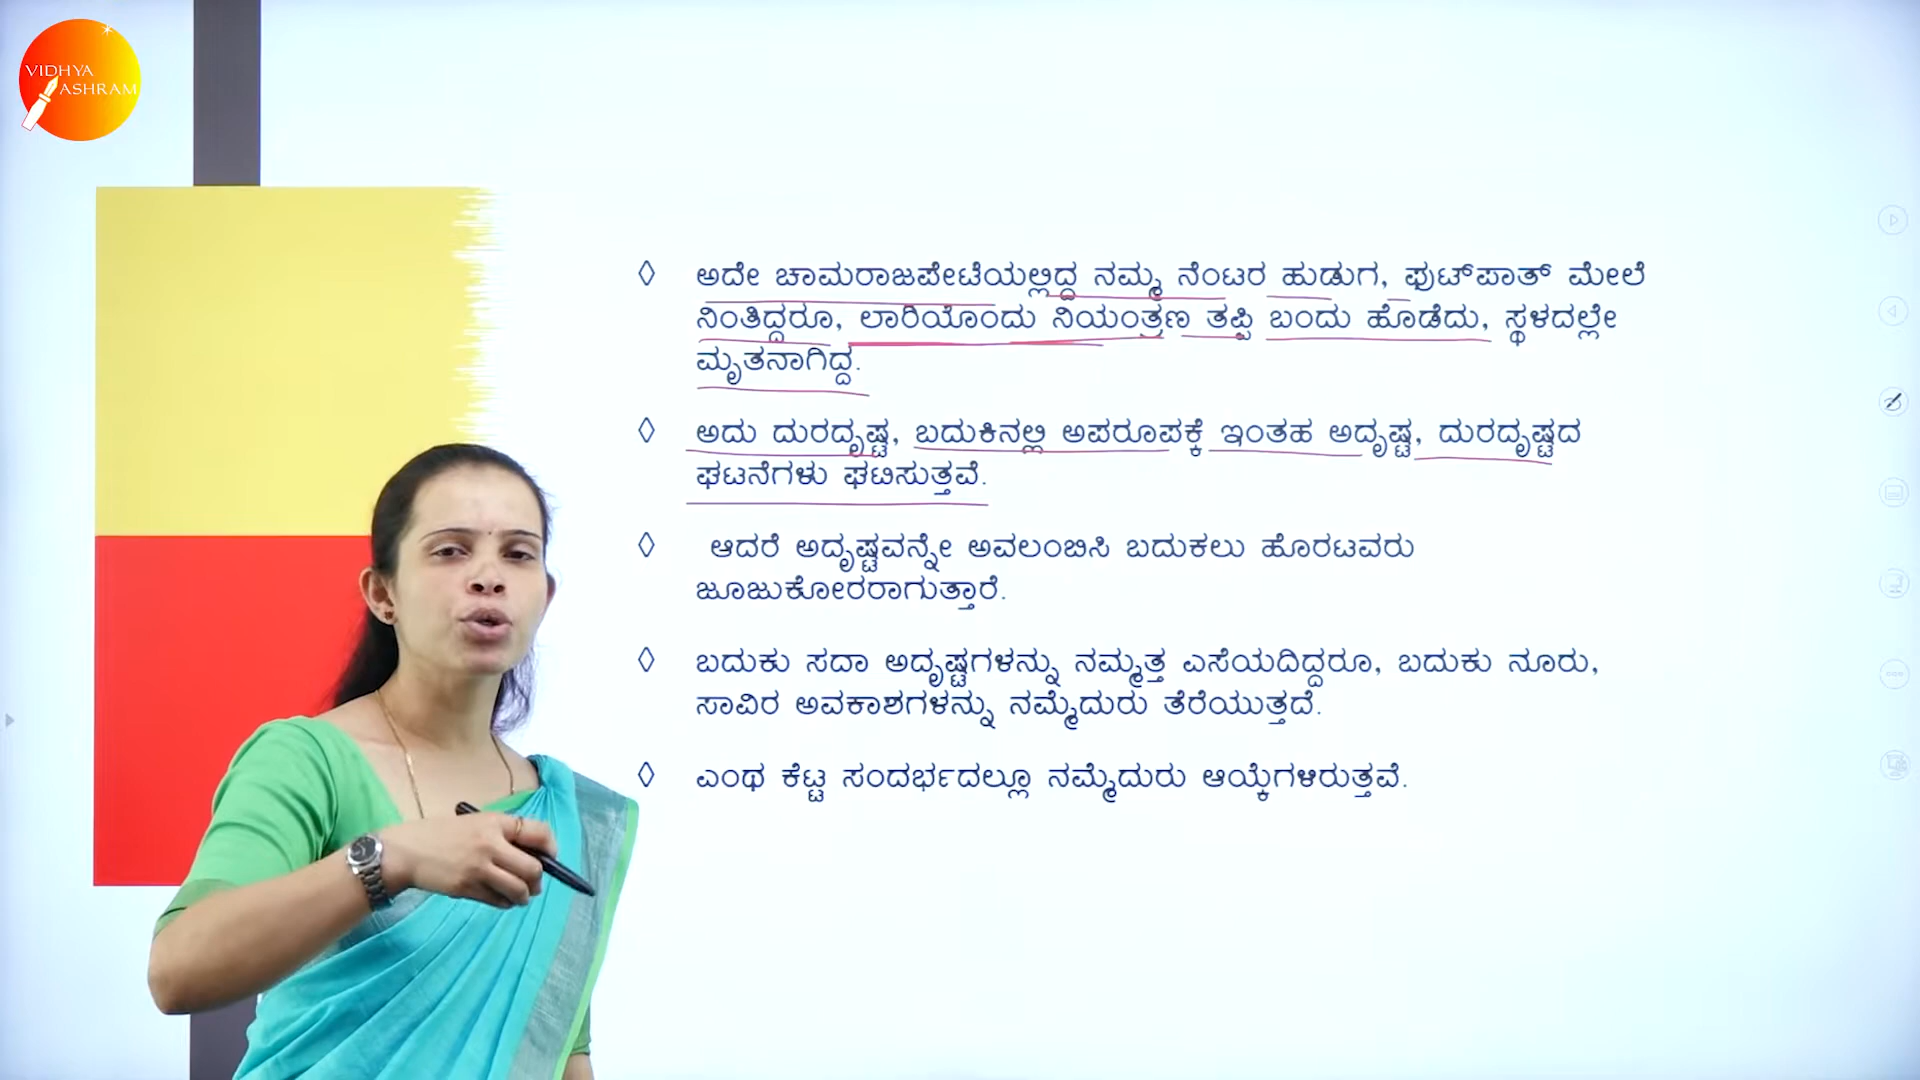 VIDHYA
ASHRAM
◊ ಅದೇ ಚಾಮರಾಜಪೇಟೆಯಲ್ಲಿದ್ದ ನಮ್ಮ ನೆಂಟರ ಹುಡುಗ, ಫುಟ್‌ಪಾತ್ ಮೇಲೆ
ನಿಂತಿದ್ದರೂ, ಲಾರಿಯೊಂದು ನಿಯಂತ್ರಣ ತಪ್ಪಿ ಬಂದು ಹೊಡೆದು, ಸ್ಥಳದಲ್ಲೇ
ಮೃತನಾಗಿದ್ದ.
◊ ಅದು ದುರದೃಷ್ಟ, ಬದುಕಿನಲ್ಲಿ ಅಪರೂಪಕ್ಕೆ ಇಂತಹ ಅದೃಷ್ಟ, ದುರದೃಷ್ಟದ
ಘಟನೆಗಳು ಘಟಿಸುತ್ತವೆ.
◊ ಆದರೆ ಅದೃಷ್ಟವನ್ನೇ ಅವಲಂಬಿಸಿ ಬದುಕಲು ಹೊರಟವರು
ಜೂಜುಕೋರರಾಗುತ್ತಾರೆ.
◊ ಬದುಕು ಸದಾ ಅದೃಷ್ಟಗಳನ್ನು ನಮ್ಮತ್ತ ಎಸೆಯದಿದ್ದರೂ, ಬದುಕು ನೂರು,
ಸಾವಿರ ಅವಕಾಶಗಳನ್ನು ನಮ್ಮೆದುರು ತೆರೆಯುತ್ತದೆ.
◊ ಎಂಥ ಕೆಟ್ಟ ಸಂದರ್ಭದಲ್ಲೂ ನಮ್ಮೆದುರು ಆಯ್ಕೆಗಳಿರುತ್ತವೆ.